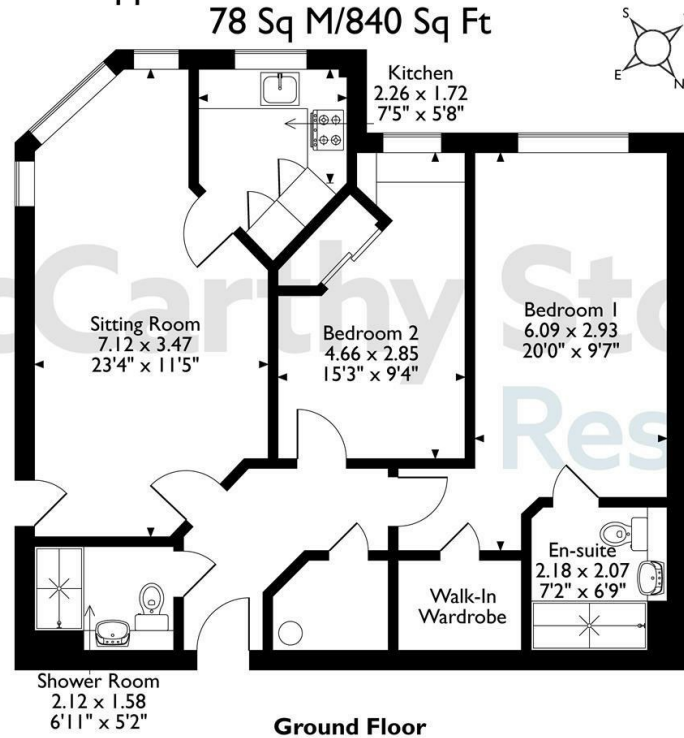 78 Sq M/840 Sq Ft
S
E
N
Kitchen
2.26 x 1.72
7'5" x 5'8"
Sitting Room
7.12 x 3.47
23'4" x 11'5"
Bedroom 2
4.66 x 2.85
15'3" x 9'4"
Bedroom 1
6.09 x 2.93
20'0" x 9'7"
En-suite
2.18 x 2.07
7'2" x 6'9"
Walk-In
Wardrobe
Shower Room
2.12 x 1.58
6'11" x 5'2"
Ground Floor
cCarthy Sto
Res